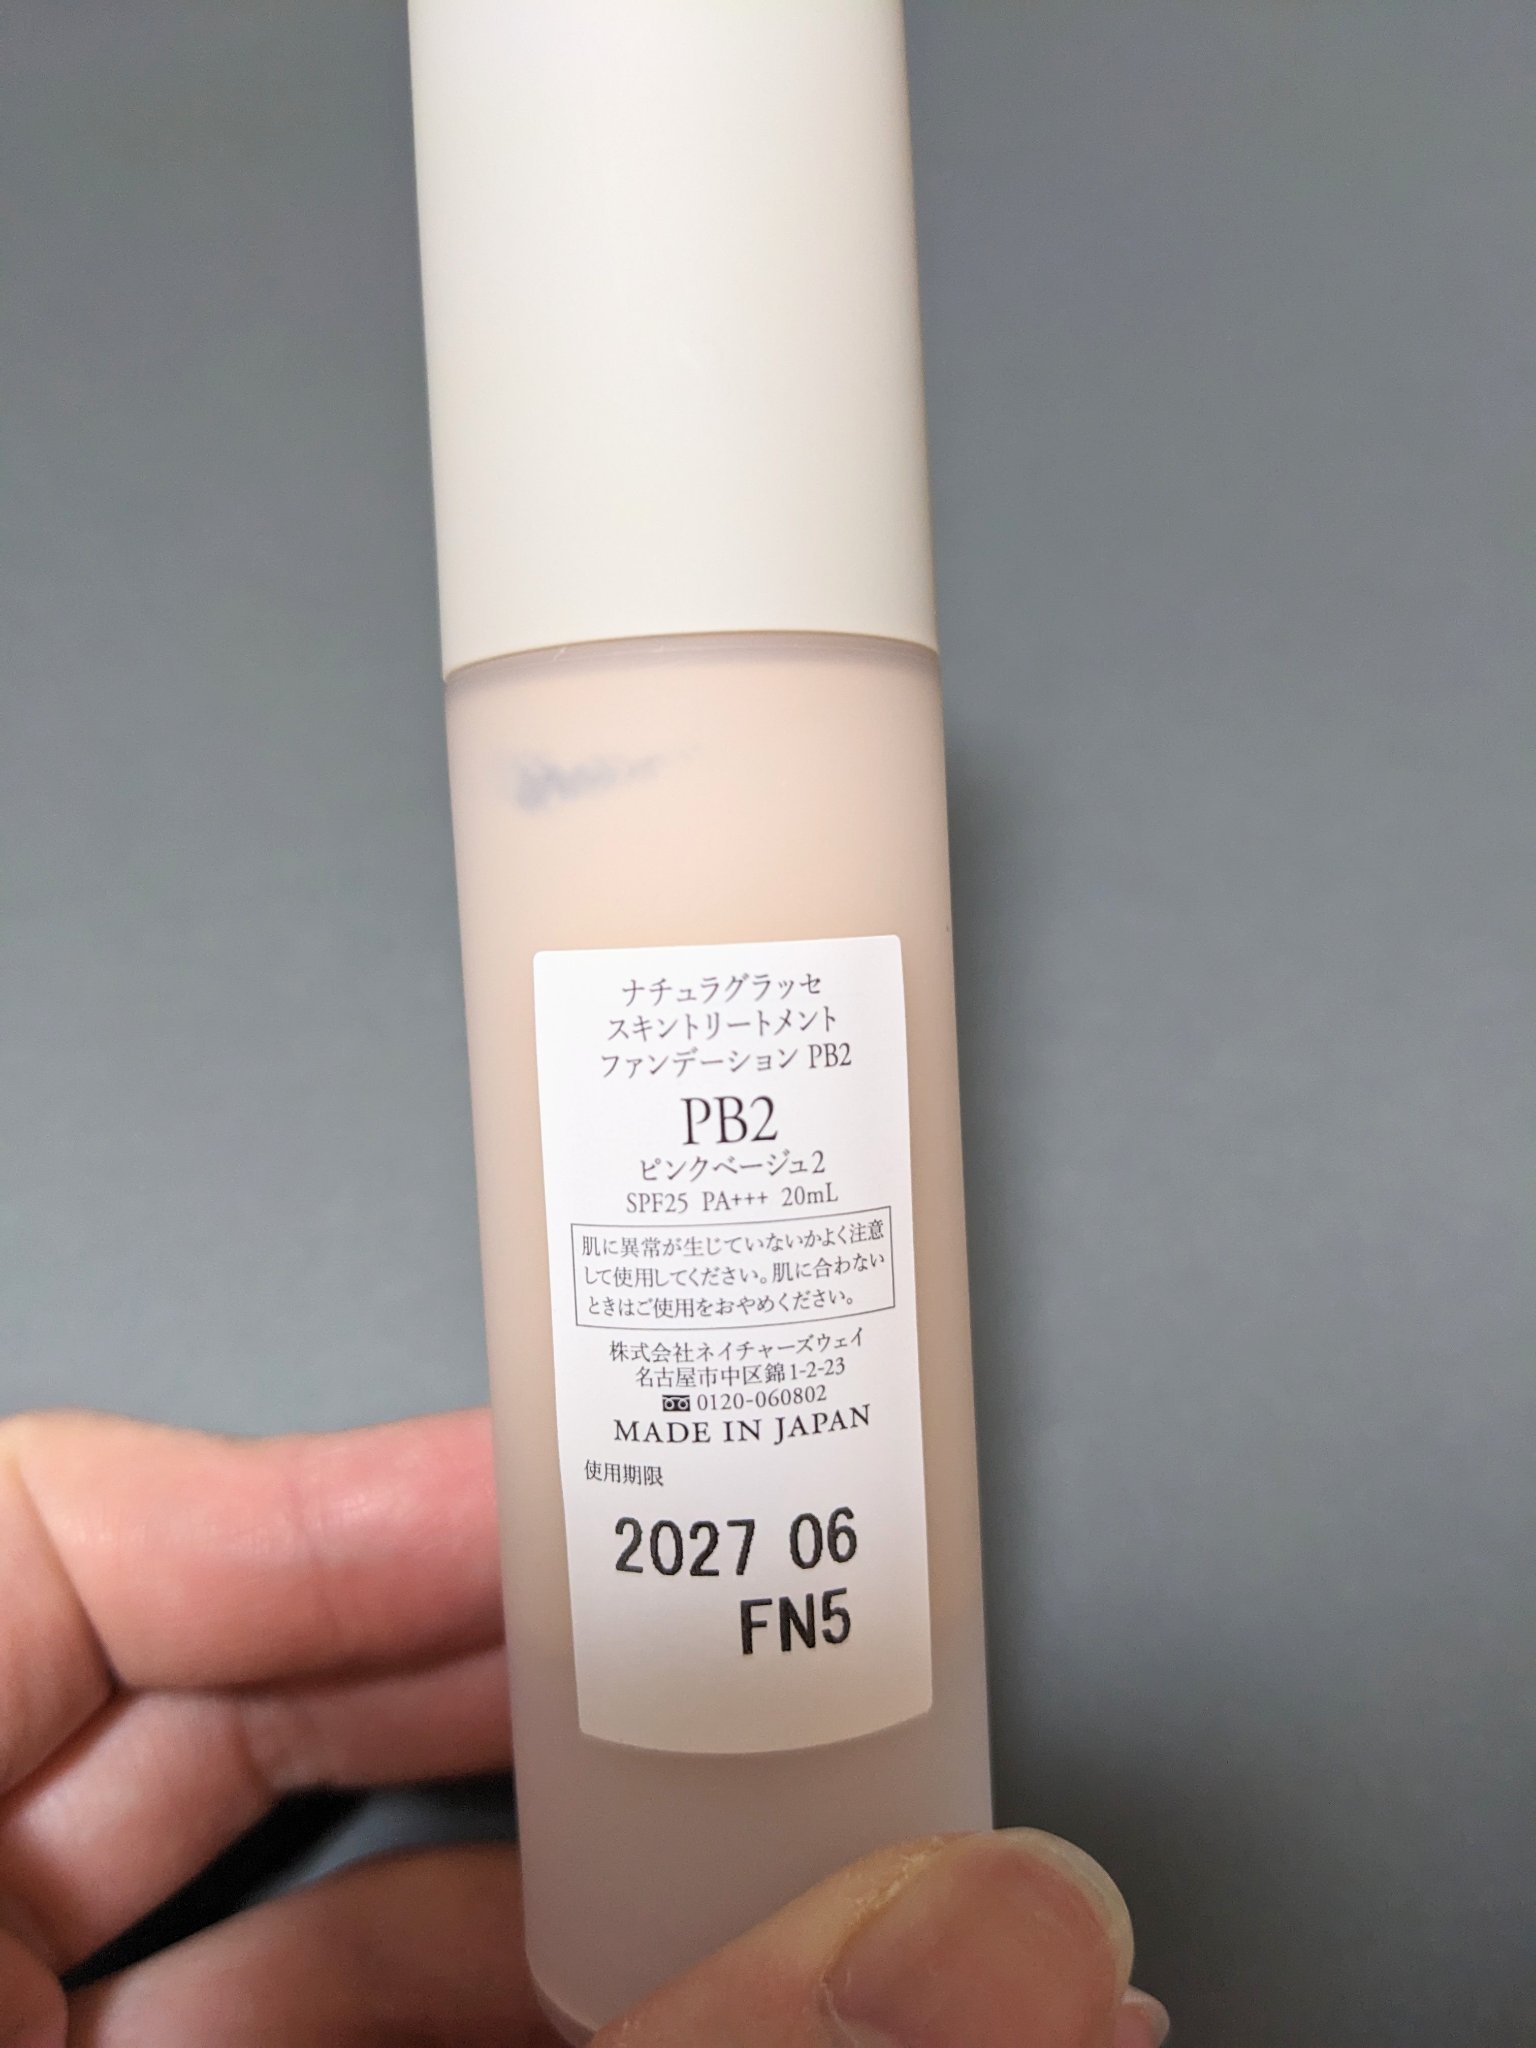 ナチュラグラッセ
スキントリートメント
ファンデーション PB2
PB2
ピンクベージュ2
SPF25 PA+++ 20mL
肌に異常が生じていないかよく注意
して使用してください。肌に合わない
ときはご使用をおやめください。
株式会社ネイチャーズウェイ
名古屋市中区錦1-2-23
0120-060802
MADE IN JAPAN
使用期限
2027 06
FN5